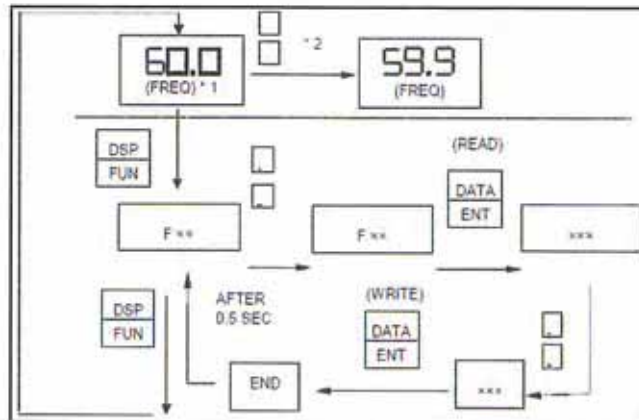 60.0
(FREQ) * 1
* 2
59.9
(FREQ)
DSP
FUN
(READ)
DATA
ENT
F ××
F ××
×××
DSP
FUN
AFTER
0.5 SEC
(WRITE)
DATA
ENT
END
×××